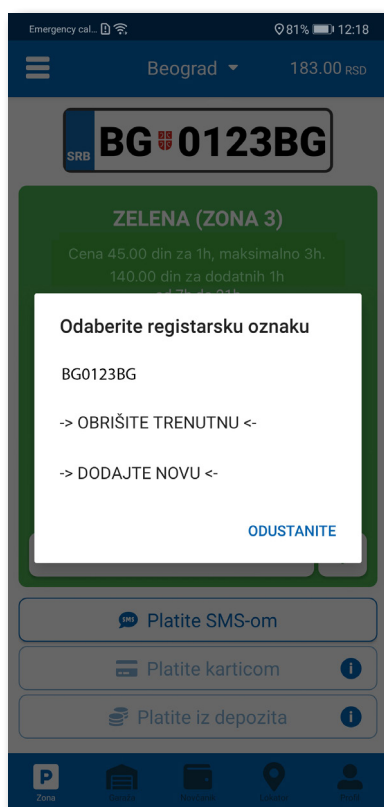 Emergency cal... 81% 12:18
Beograd 183.00 RSD
SRB BG 0123BG
ZELENA (ZONA 3)
Cena 45.00 din za 1h, maksimalno 3h.
140.00 din za dodatnih 1h
Odaberite registarsku oznaku
BG0123BG
-> OBRIŠITE TRENUTNU <-
-> DODAJTE NOVU <-
ODUSTANITE
SMS Platite SMS-om
Platite karticom i
Platite iz depozita i
P
Zona